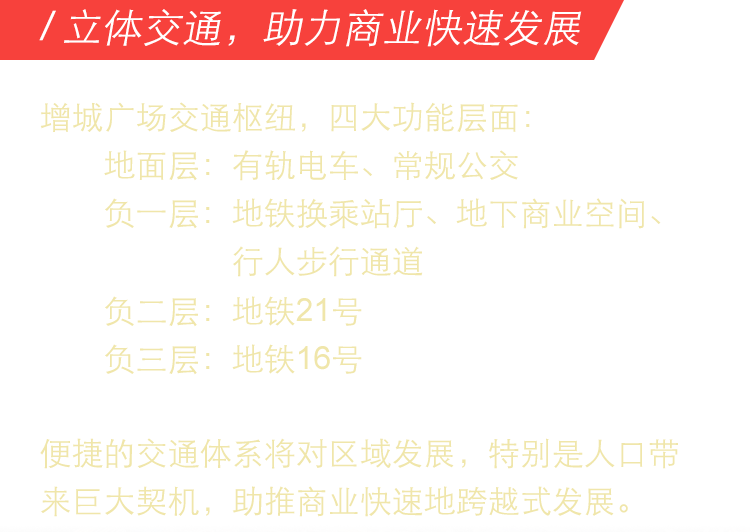 / 立体交通，助力商业快速发展
增城广场交通枢纽，四大功能层面：
地面层：有轨电车、常规公交
负一层：地铁换乘站厅、地下商业空间、
行人步行通道
负二层：地铁21号
负三层：地铁16号
便捷的交通体系将对区域发展，特别是人口带
来巨大契机，助推商业快速地跨越式发展。